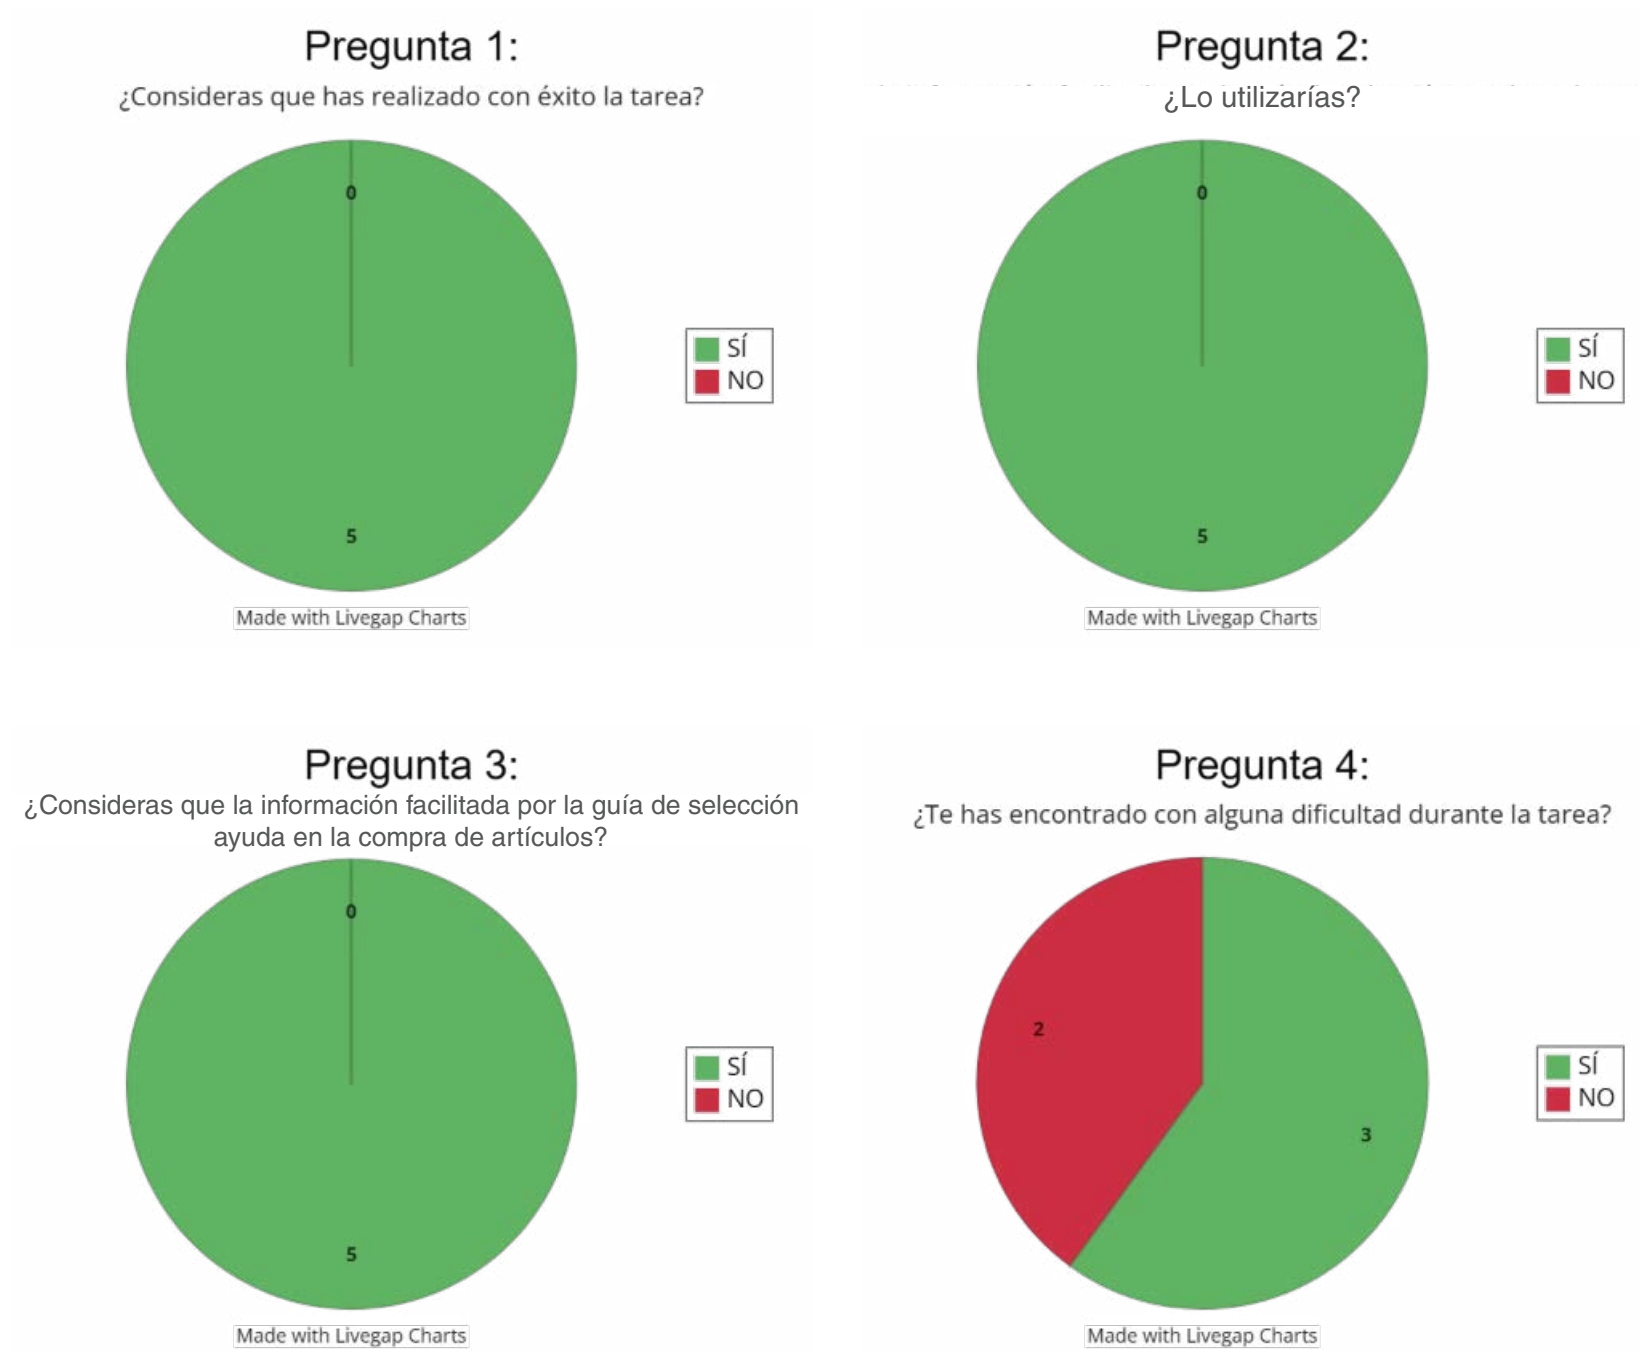 Pregunta 1:
¿Consideras que has realizado con éxito la tarea?
0
5
SÍ
NO
Made with Livegap Charts
Pregunta 2:
¿Lo utilizarías?
0
5
SÍ
NO
Made with Livegap Charts
Pregunta 3:
¿Consideras que la información facilitada por la guía de selección
ayuda en la compra de artículos?
0
5
SÍ
NO
Made with Livegap Charts
Pregunta 4:
¿Te has encontrado con alguna dificultad durante la tarea?
2
3
SÍ
NO
Made with Livegap Charts